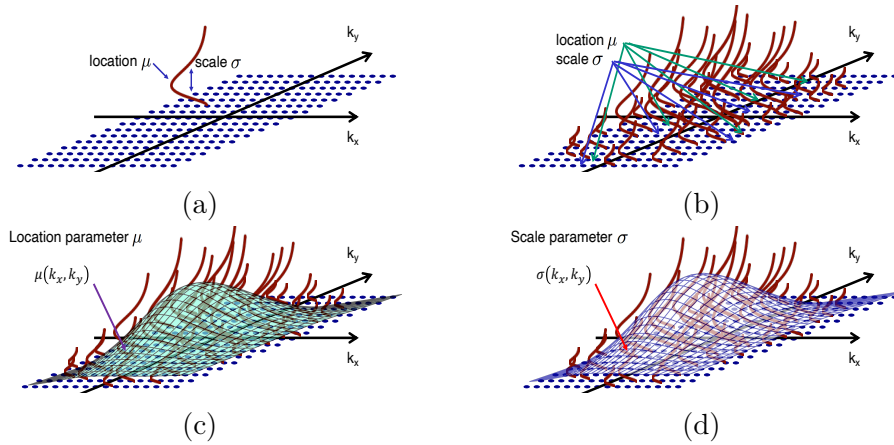 k_y
location μ
scale σ
k_x
(a)
k_y
location μ
scale σ
k_x
(b)
Location parameter μ
k_y
μ(k_x, k_y)
k_x
(c)
Scale parameter σ
k_y
σ(k_x, k_y)
k_x
(d)